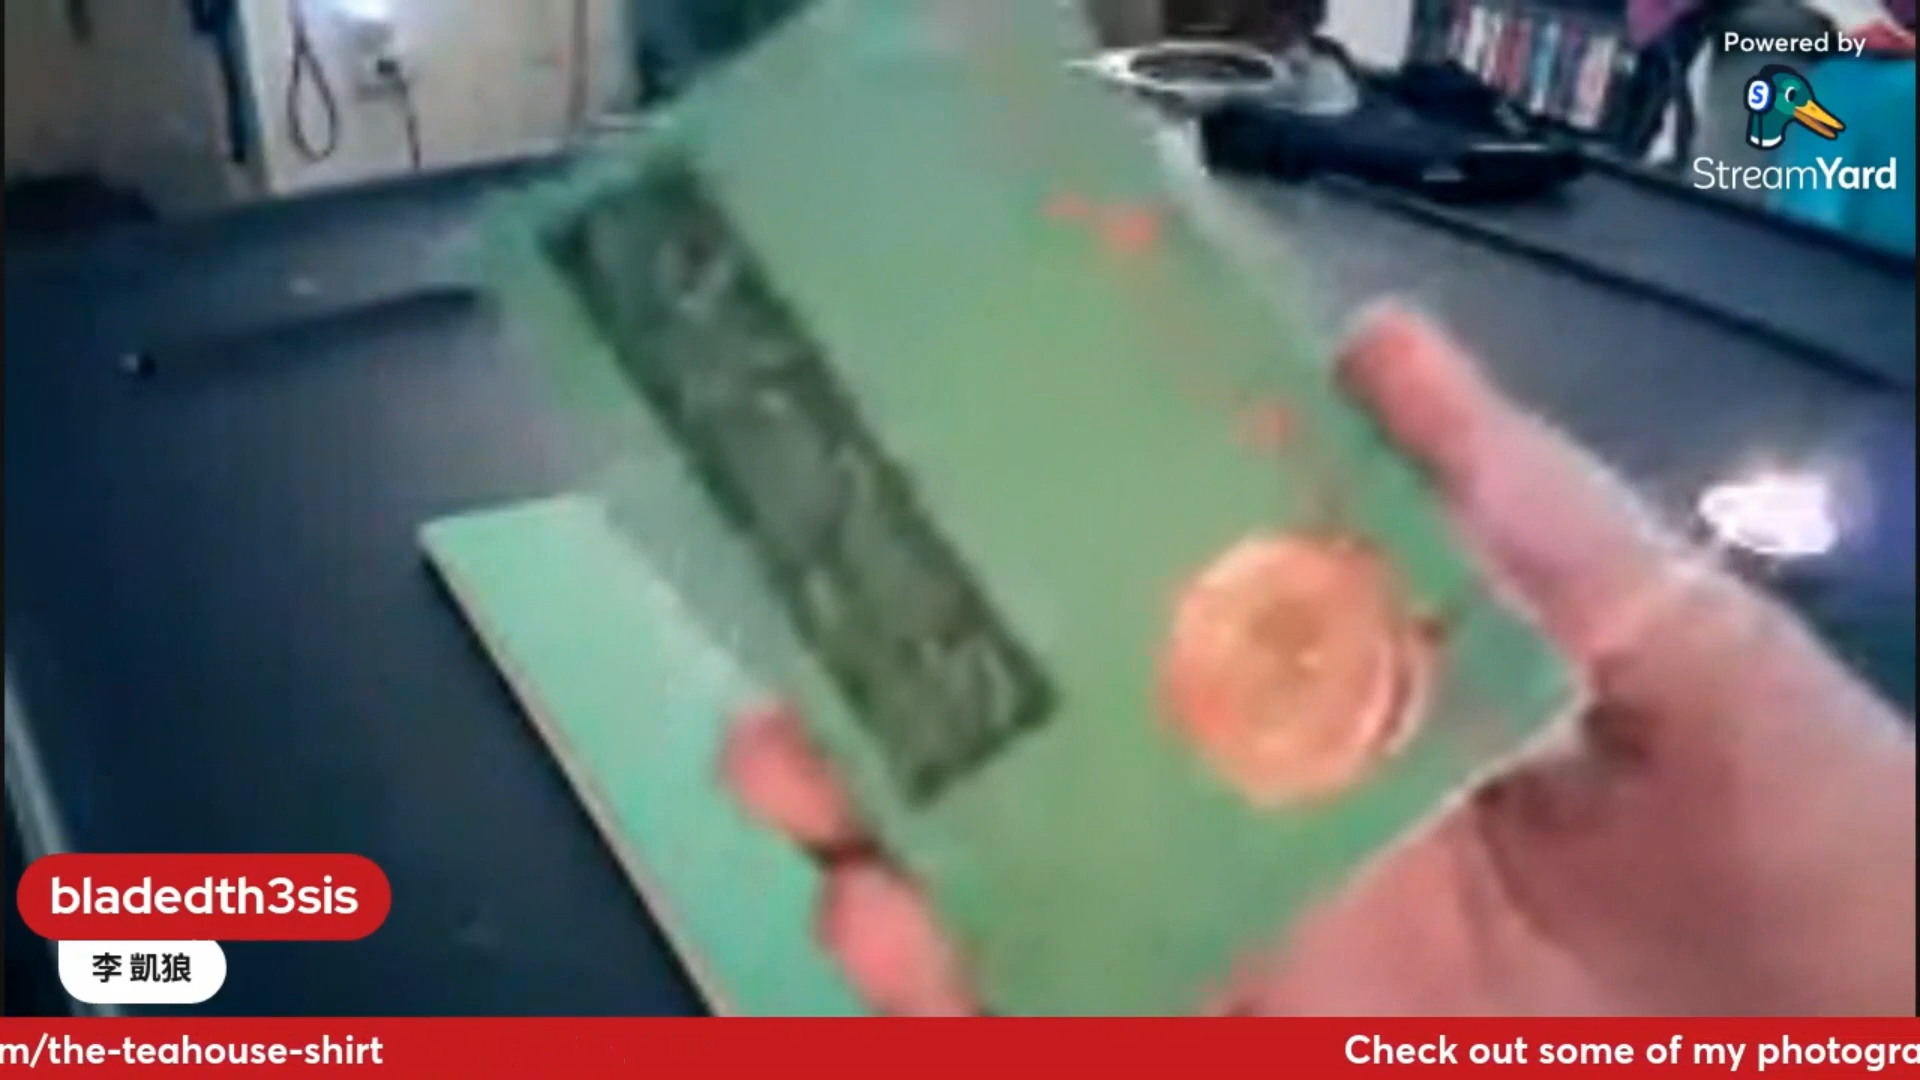 Powered by
S
StreamYard
bladedth3sis
李 凱狼
m/the-teahouse-shirt
Check out some of my photogra